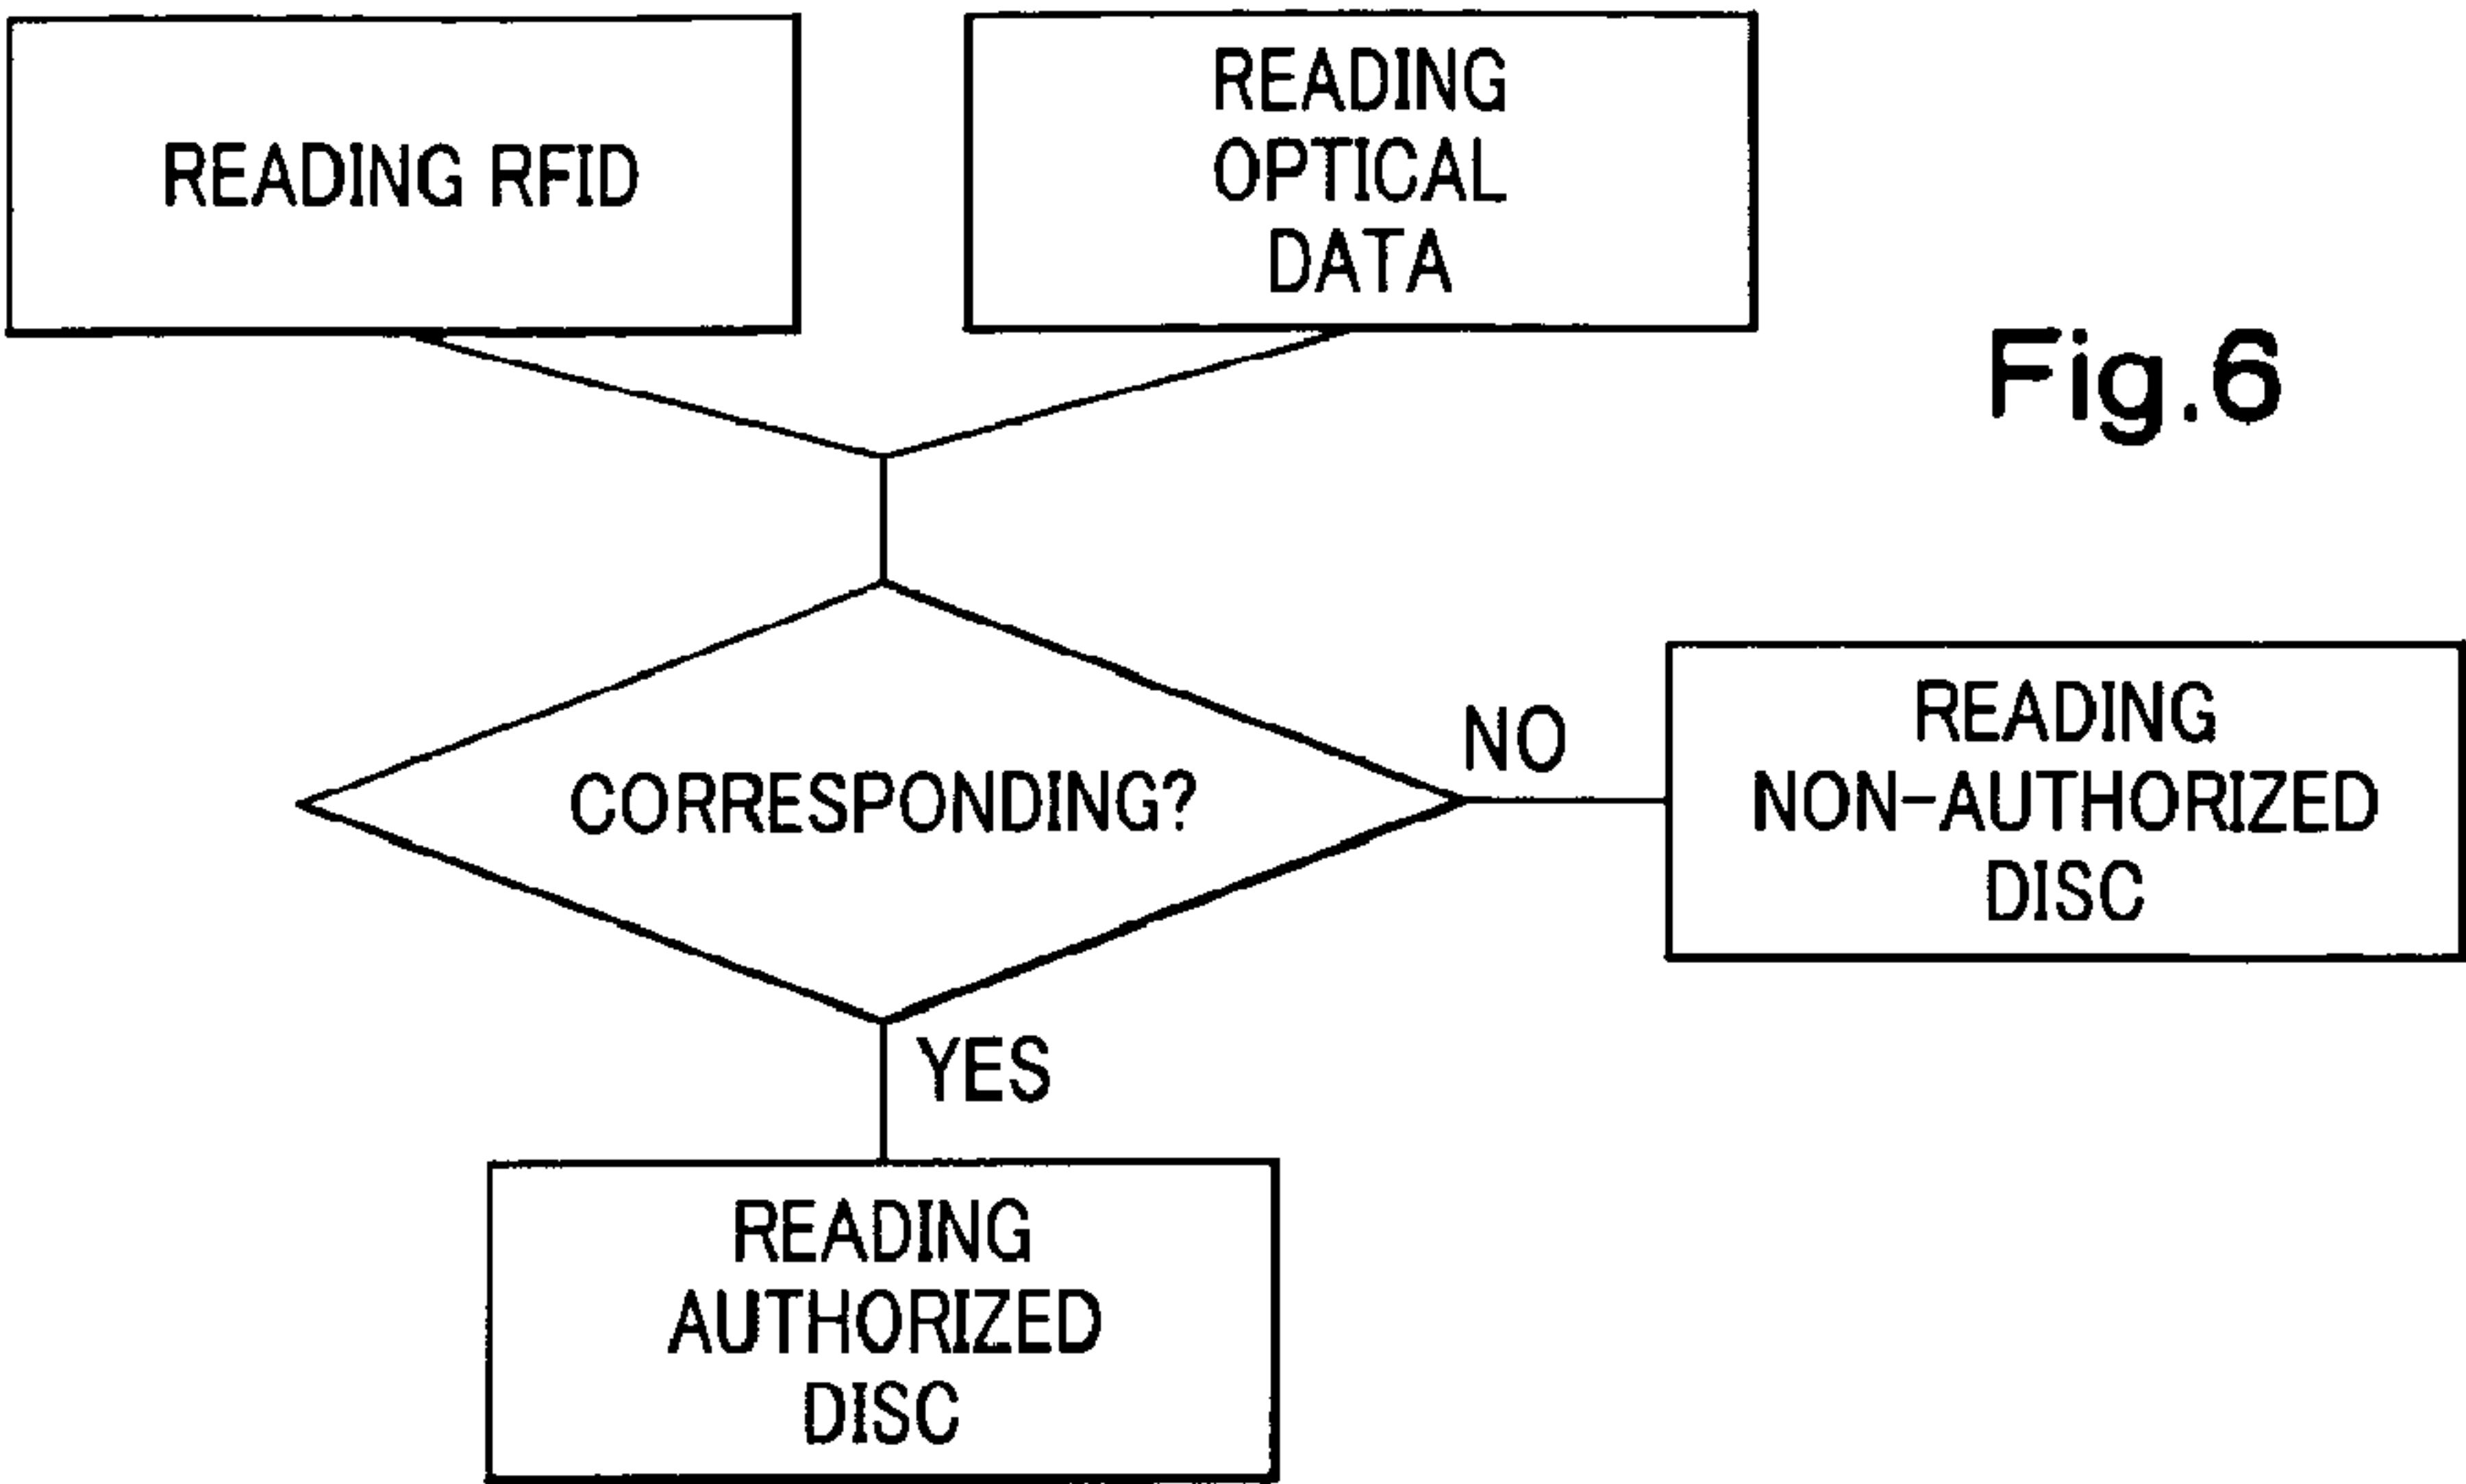 READING RFID
READING
OPTICAL
DATA
Fig.6
CORRESPONDING?
NO
READING
NON-AUTHORIZED
DISC
YES
READING
AUTHORIZED
DISC